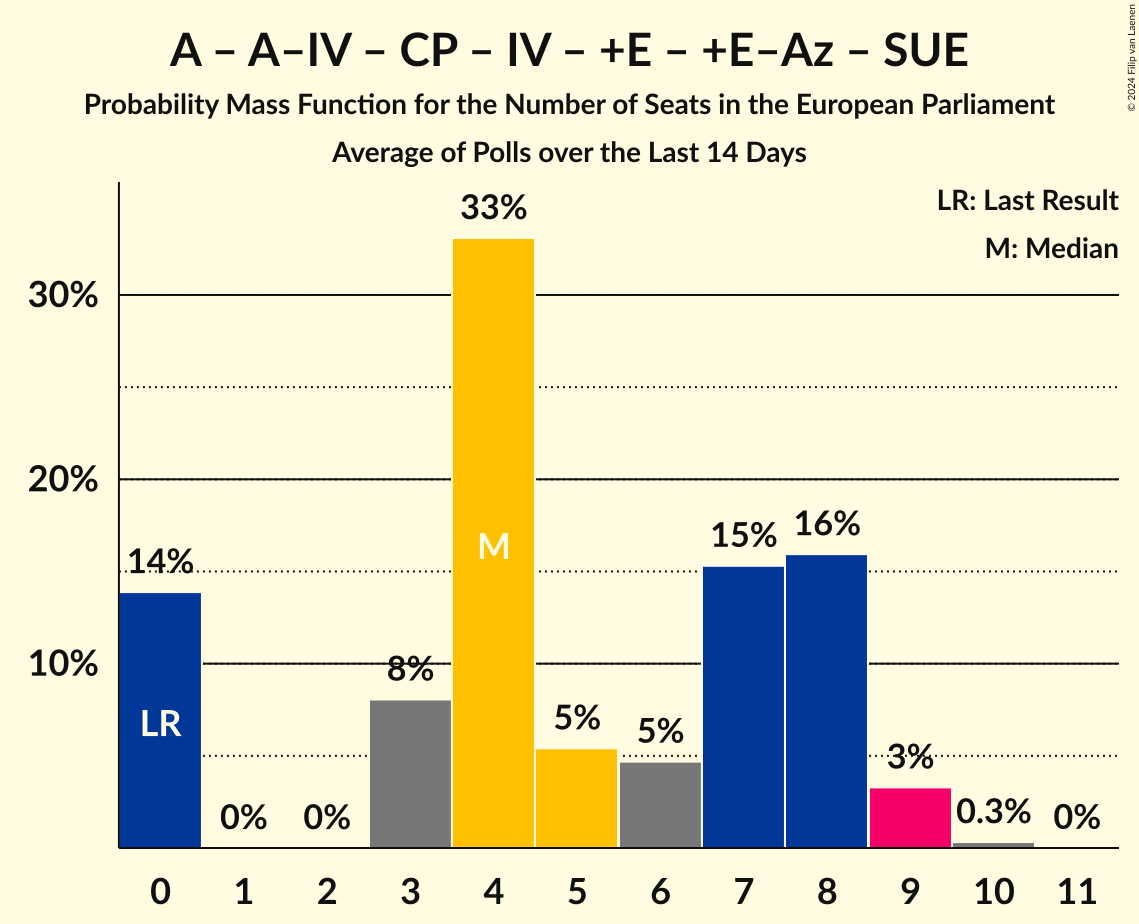 A – A–IV – CP – IV – +E – +E–Az – SUE
Probability Mass Function for the Number of Seats in the European Parliament
Average of Polls over the Last 14 Days
© 2024 Filip van Laenen
LR: Last Result
M: Median
30%
20%
10%
14%
0%
0%
8%
33%
5%
5%
15%
16%
3%
0.3%
0%
LR
M
0 1 2 3 4 5 6 7 8 9 10 11